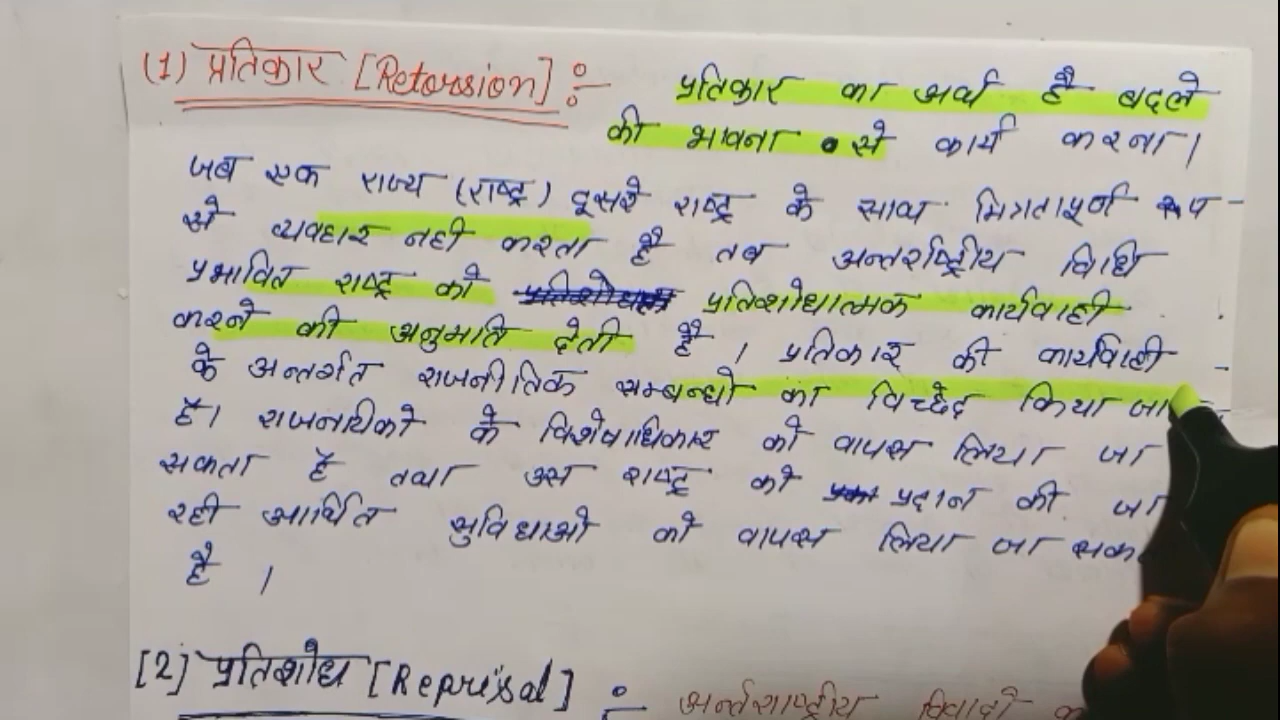 (1) प्रतिकार [Retorsion] :- प्रतिकार का अर्थ है बदले
की भावना से कार्य करना।
जब एक राज्य (राष्ट्र) दूसरे राष्ट्र के साथ मित्रतापूर्ण रूप
से व्यवहार नही करता है तब अन्तर्राष्ट्रीय विधि
प्रभावित राष्ट्र को प्रतिशोधात्मक कार्यवाही
करने की अनुमति देती है । प्रतिकार की कार्यवाही
के अन्तर्गत राजनीतिक सम्बन्धो का विच्छेद किया जा
है। राजनयिको के विशेषाधिकार को वापस लिया जा
सकता है तथा उस राष्ट्र को प्रदान की जा
रही आर्थित सुविधाओ को वापस लिया जा सक
है ।
[2] प्रतिशोध [Reprisal] :- अर्न्तराष्ट्रीय विवादो